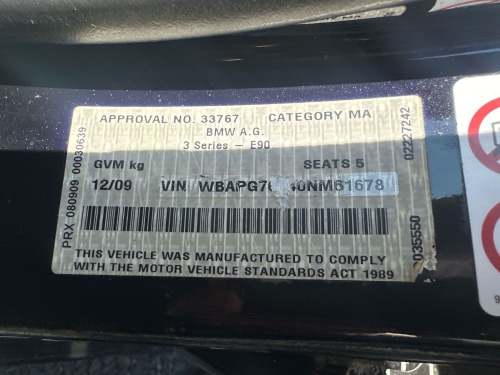 APPROVAL NO. 33767 CATEGORY MA
BMW A.G.
3 Series – E90
GVM kg SEATS 5
12/09 VIN
THIS VEHICLE WAS MANUFACTURED TO COMPLY
WITH THE MOTOR VEHICLE STANDARDS ACT 1989
PRX 080909 00030639
02227242